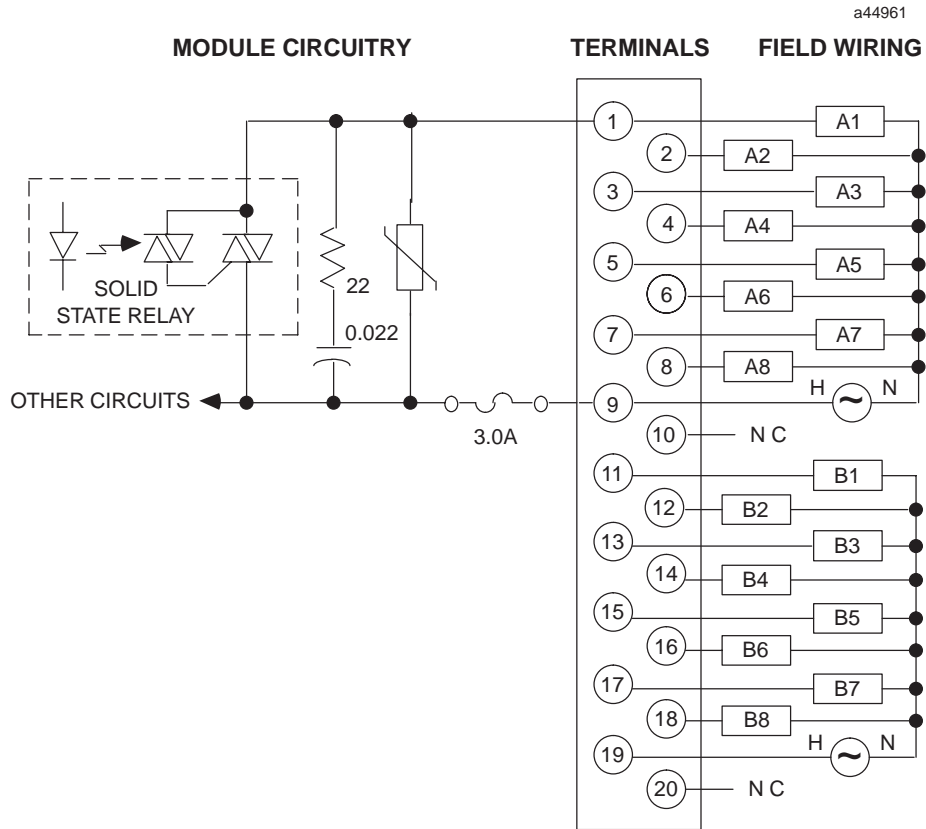 a44961
MODULE CIRCUITRY TERMINALS FIELD WIRING
1 A1
2 A2
3 A3
4 A4
5 A5
SOLID
STATE RELAY
22
6 A6
0.022
7 A7
8 A8
H ~ N
OTHER CIRCUITS
3.0A
9
10 N C
11 B1
12 B2
13 B3
14 B4
15 B5
16 B6
17 B7
18 B8
H ~ N
19
20 N C